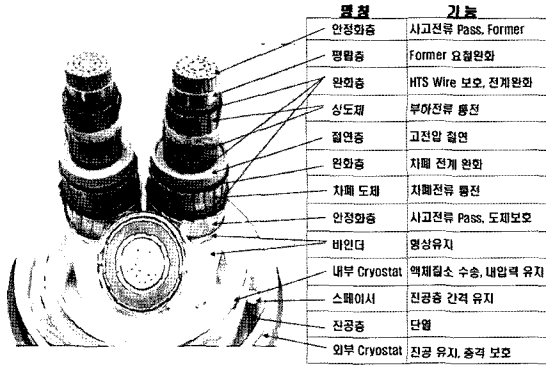 명 칭 기 능
안정화층 사고전류 Pass, Former
평활층 Former 요철완화
완화층 HTS Wire 보호, 전계완화
상도체 부하전류 통전
절연층 고전압 절연
완화층 차폐 전계 완화
차폐 도체 차폐전류 통전
안정화층 사고전류 Pass, 도체보호
바인더 형상유지
내부 Cryostat 액체질소 수송, 내압력 유지
스페이서 진공층 간격 유지
진공층 단열
외부 Cryostat 진공 유지, 충격 보호